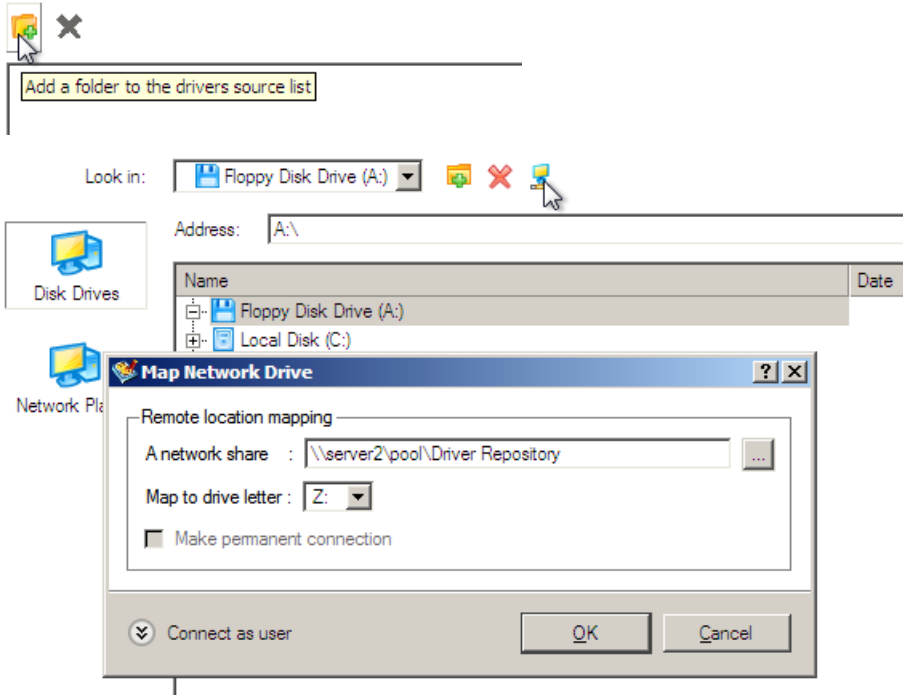 Add a folder to the drivers source list
Look in:
Floppy Disk Drive (A:)
Address:
A:\
Disk Drives
Name
Date
Floppy Disk Drive (A:)
Local Disk (C:)
Map Network Drive
Network Pla
Remote location mapping
A network share :
\\server2\pool\Driver Repository
...
Map to drive letter :
Z:
Make permanent connection
Connect as user
OK
Cancel